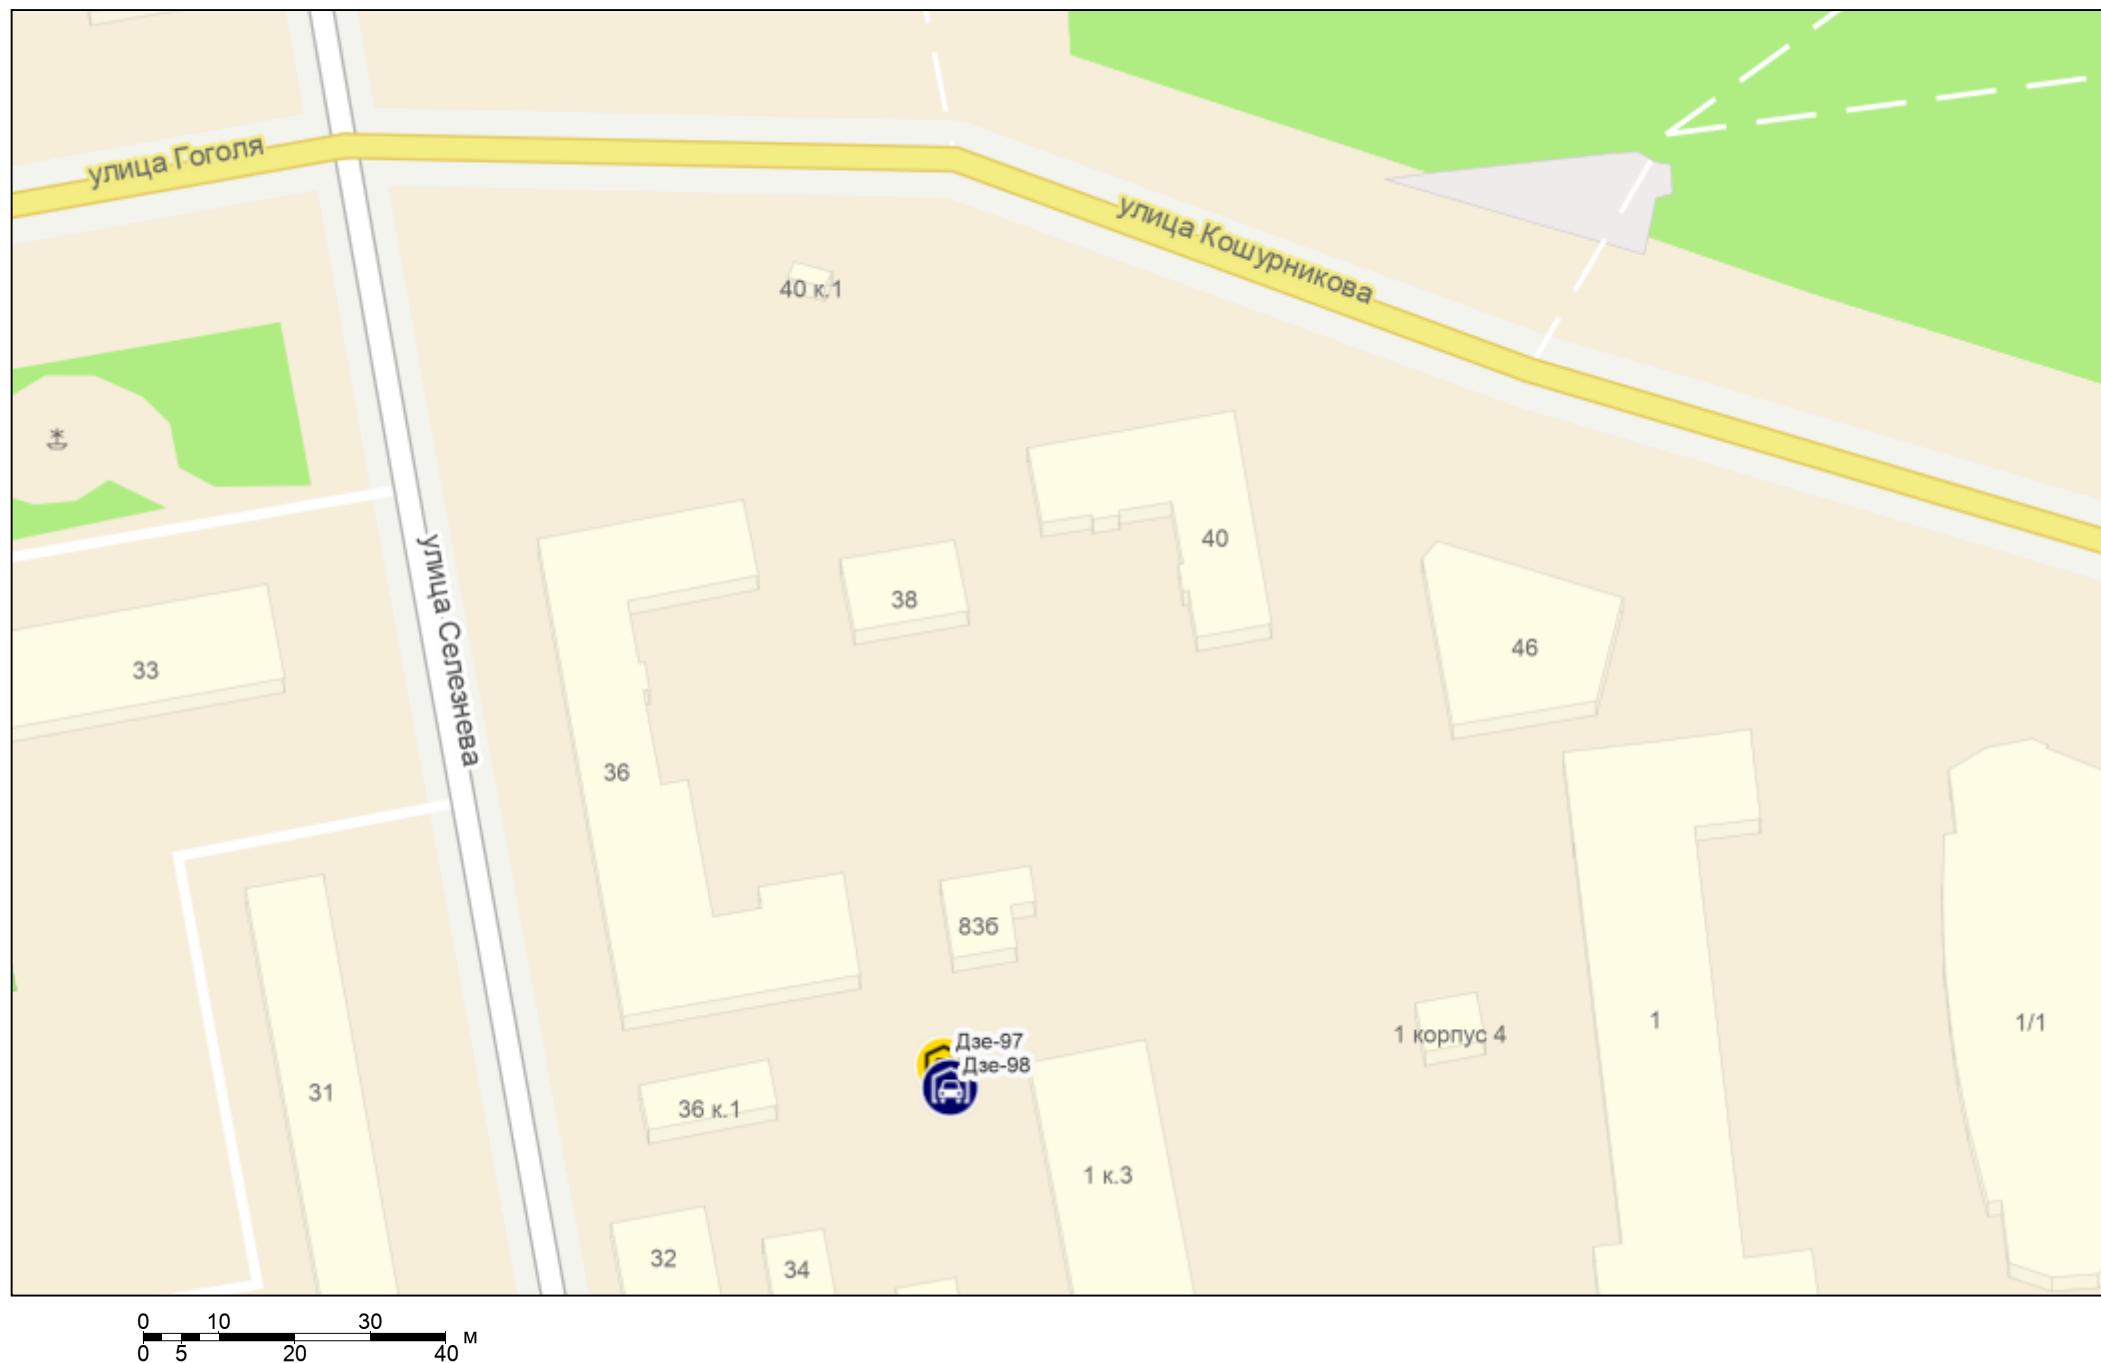 улица Гоголя
улица Кошурникова
40 к.1
улица Селезнева
40
38
46
33
36
83б
Дзе-97
Дзе-98
1 корпус 4
1
1/1
31
36 к.1
1 к.3
32
34
0 10 30
м
0 5 20 40